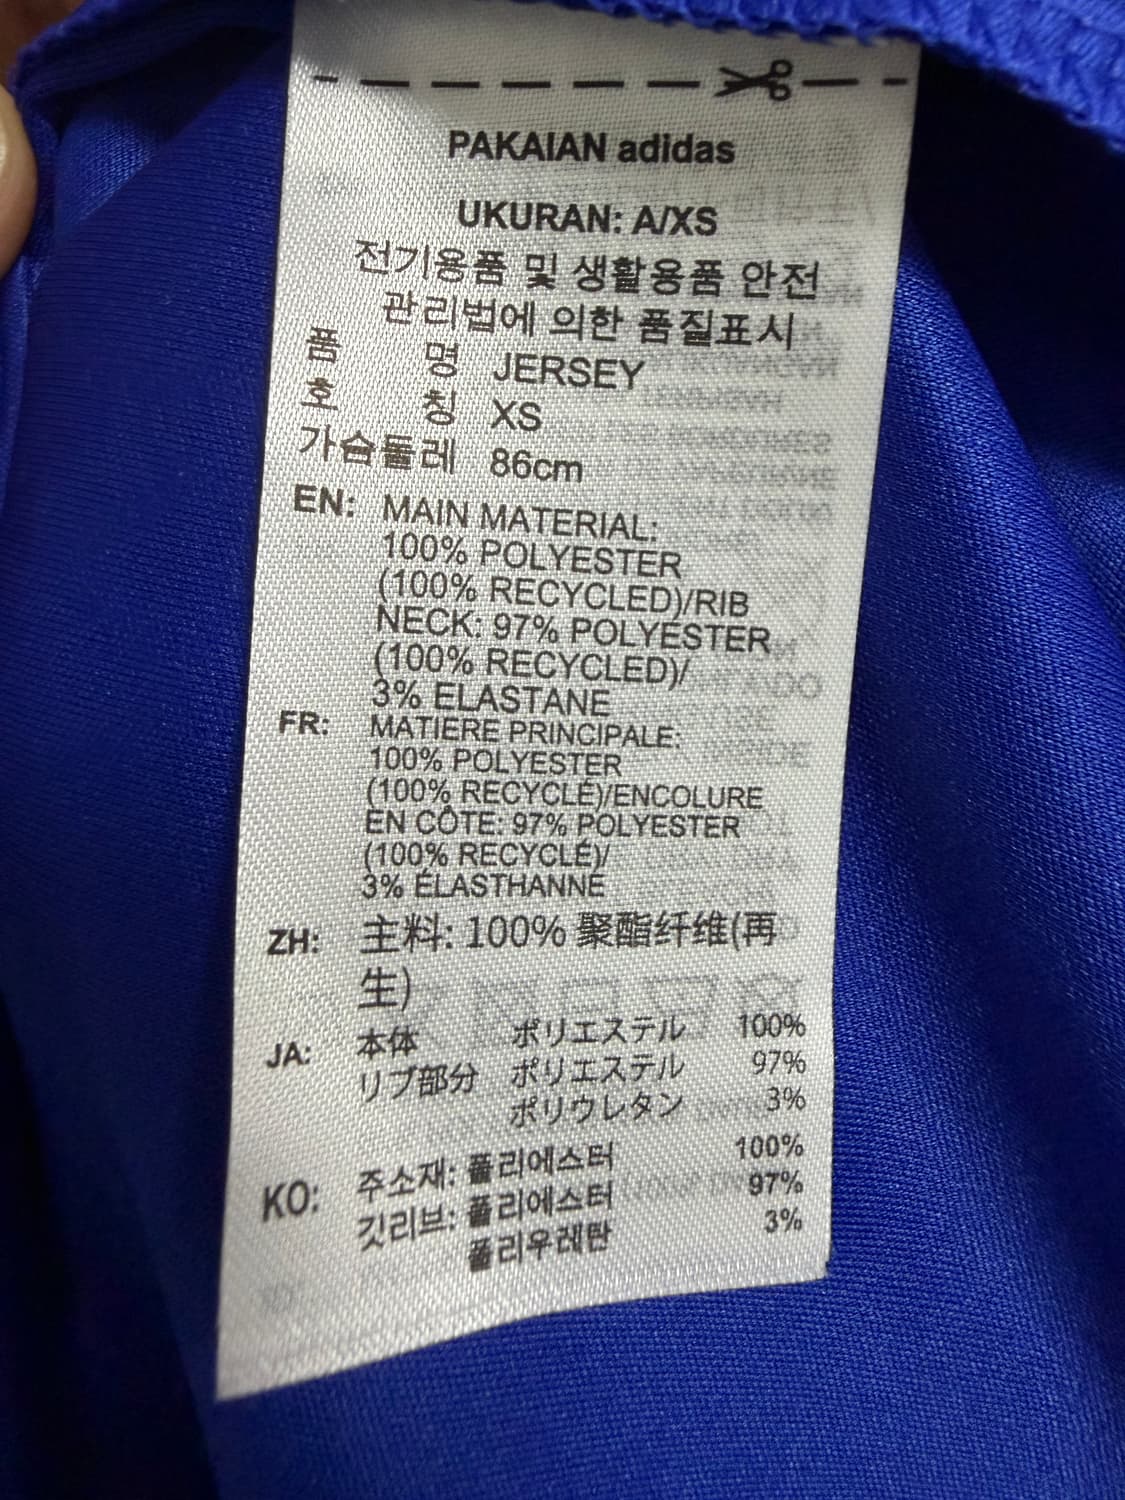 PAKAIAN adidas
UKURAN: A/XS
전기용품 및 생활용품 안전
관리법에 의한 품질표시
품 명 JERSEY
호 칭 XS
가슴둘레 86cm
EN: MAIN MATERIAL:
100% POLYESTER
(100% RECYCLED)/RIB
NECK: 97% POLYESTER
(100% RECYCLED)/
3% ELASTANE
FR: MATIERE PRINCIPALE:
100% POLYESTER
(100% RECYCLÉ)/ENCOLURE
EN CÔTE: 97% POLYESTER
(100% RECYCLÉ)/
3% ÉLASTHANNE
ZH: 主料: 100% 聚酯纤维(再
生)
JA: 本体 ポリエステル 100%
リブ部分 ポリエステル 97%
ポリウレタン 3%
KO: 주소재: 폴리에스터 100%
깃리브: 폴리에스터 97%
폴리우레탄 3%